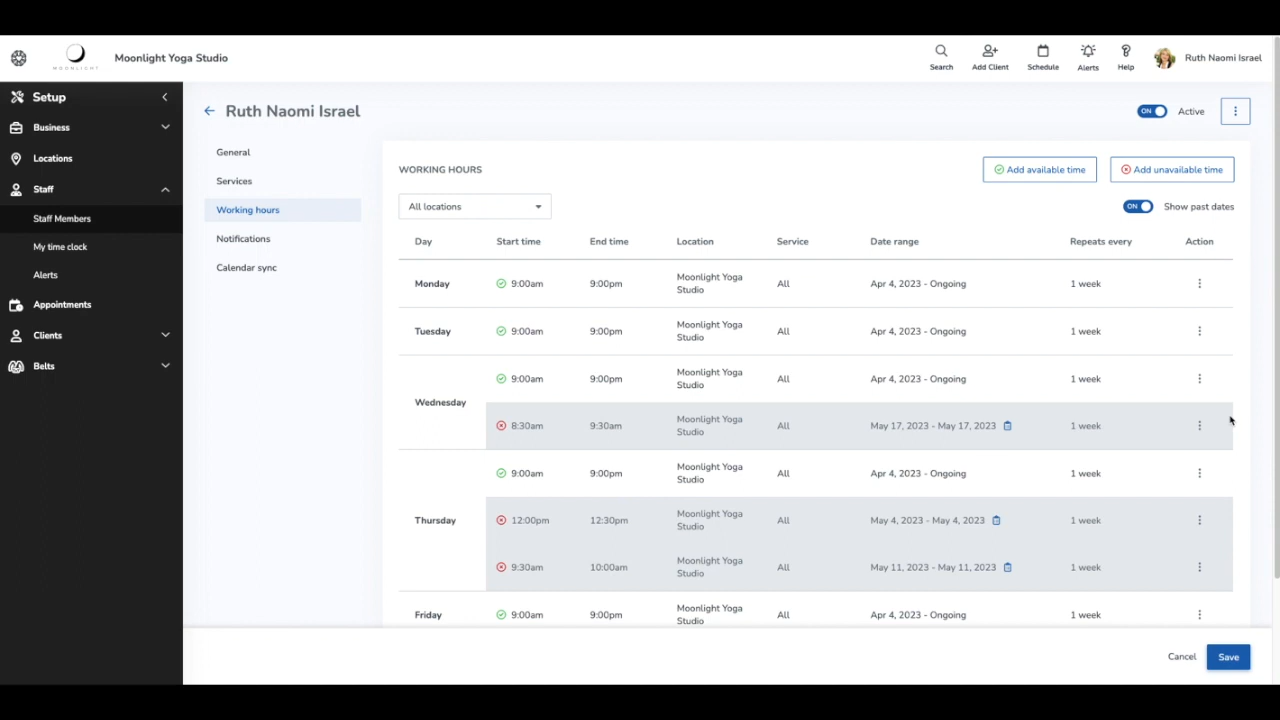 Moonlight Yoga Studio
MOONLIGHT
Search
Add Client
Schedule
Alerts
Help
Ruth Naomi Israel
Setup
Business
Locations
Staff
Staff Members
My time clock
Alerts
Appointments
Clients
Belts
Ruth Naomi Israel
ON Active
General
Services
Working hours
Notifications
Calendar sync
WORKING HOURS
Add available time
Add unavailable time
All locations
ON Show past dates
Day Start time End time Location Service Date range Repeats every Action
Monday 9:00am 9:00pm Moonlight Yoga All Apr 4, 2023 - Ongoing 1 week
Studio
Tuesday 9:00am 9:00pm Moonlight Yoga All Apr 4, 2023 - Ongoing 1 week
Studio
9:00am 9:00pm Moonlight Yoga All Apr 4, 2023 - Ongoing 1 week
Studio
Wednesday
8:30am 9:30am Moonlight Yoga All May 17, 2023 - May 17, 2023 1 week
Studio
9:00am 9:00pm Moonlight Yoga All Apr 4, 2023 - Ongoing 1 week
Studio
Thursday 12:00pm 12:30pm Moonlight Yoga All May 4, 2023 - May 4, 2023 1 week
Studio
9:30am 10:00am Moonlight Yoga All May 11, 2023 - May 11, 2023 1 week
Studio
Friday 9:00am 9:00pm Moonlight Yoga All Apr 4, 2023 - Ongoing 1 week
Studio
Cancel Save